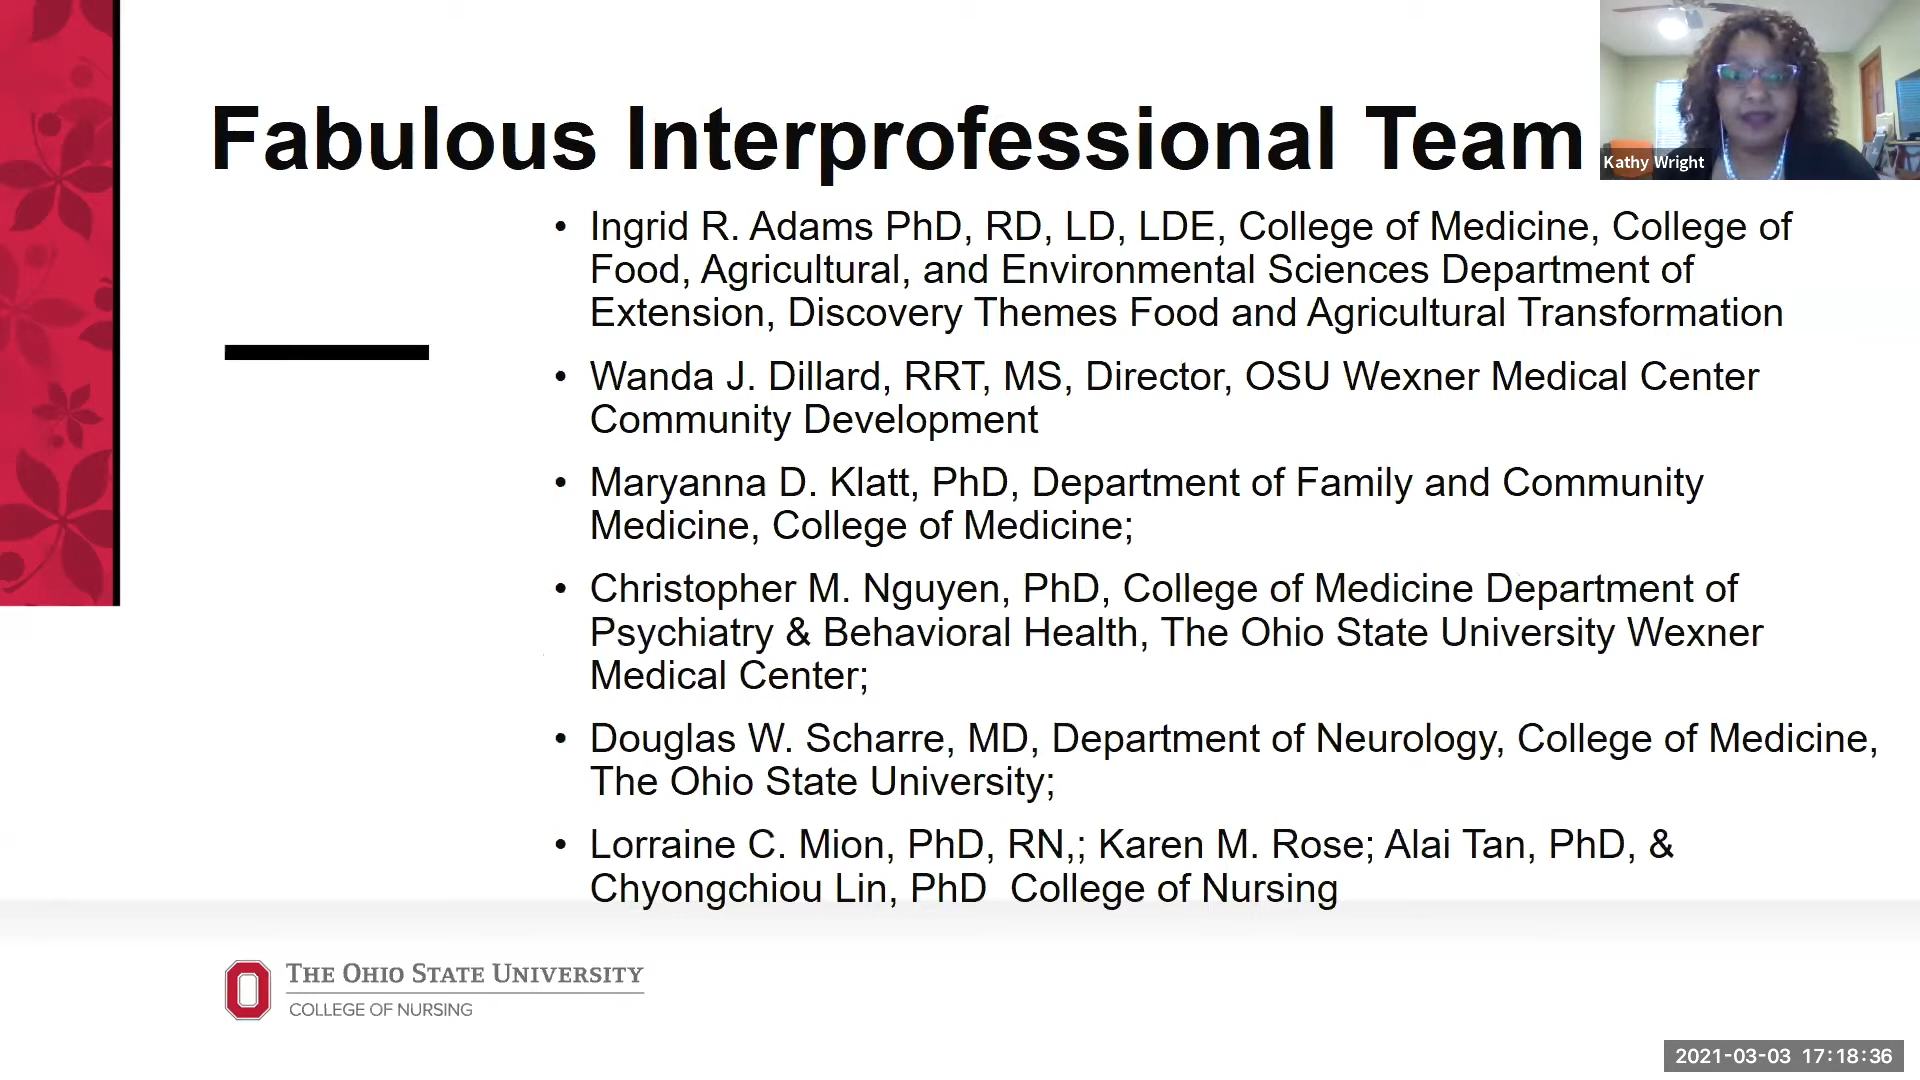 Fabulous Interprofessional Team
Kathy Wright
• Ingrid R. Adams PhD, RD, LD, LDE, College of Medicine, College of
Food, Agricultural, and Environmental Sciences Department of
Extension, Discovery Themes Food and Agricultural Transformation
• Wanda J. Dillard, RRT, MS, Director, OSU Wexner Medical Center
Community Development
• Maryanna D. Klatt, PhD, Department of Family and Community
Medicine, College of Medicine;
• Christopher M. Nguyen, PhD, College of Medicine Department of
Psychiatry & Behavioral Health, The Ohio State University Wexner
Medical Center;
• Douglas W. Scharre, MD, Department of Neurology, College of Medicine,
The Ohio State University;
• Lorraine C. Mion, PhD, RN,; Karen M. Rose; Alai Tan, PhD, &
Chyongchiou Lin, PhD  College of Nursing
THE OHIO STATE UNIVERSITY
COLLEGE OF NURSING
2021-03-03 17:18:36